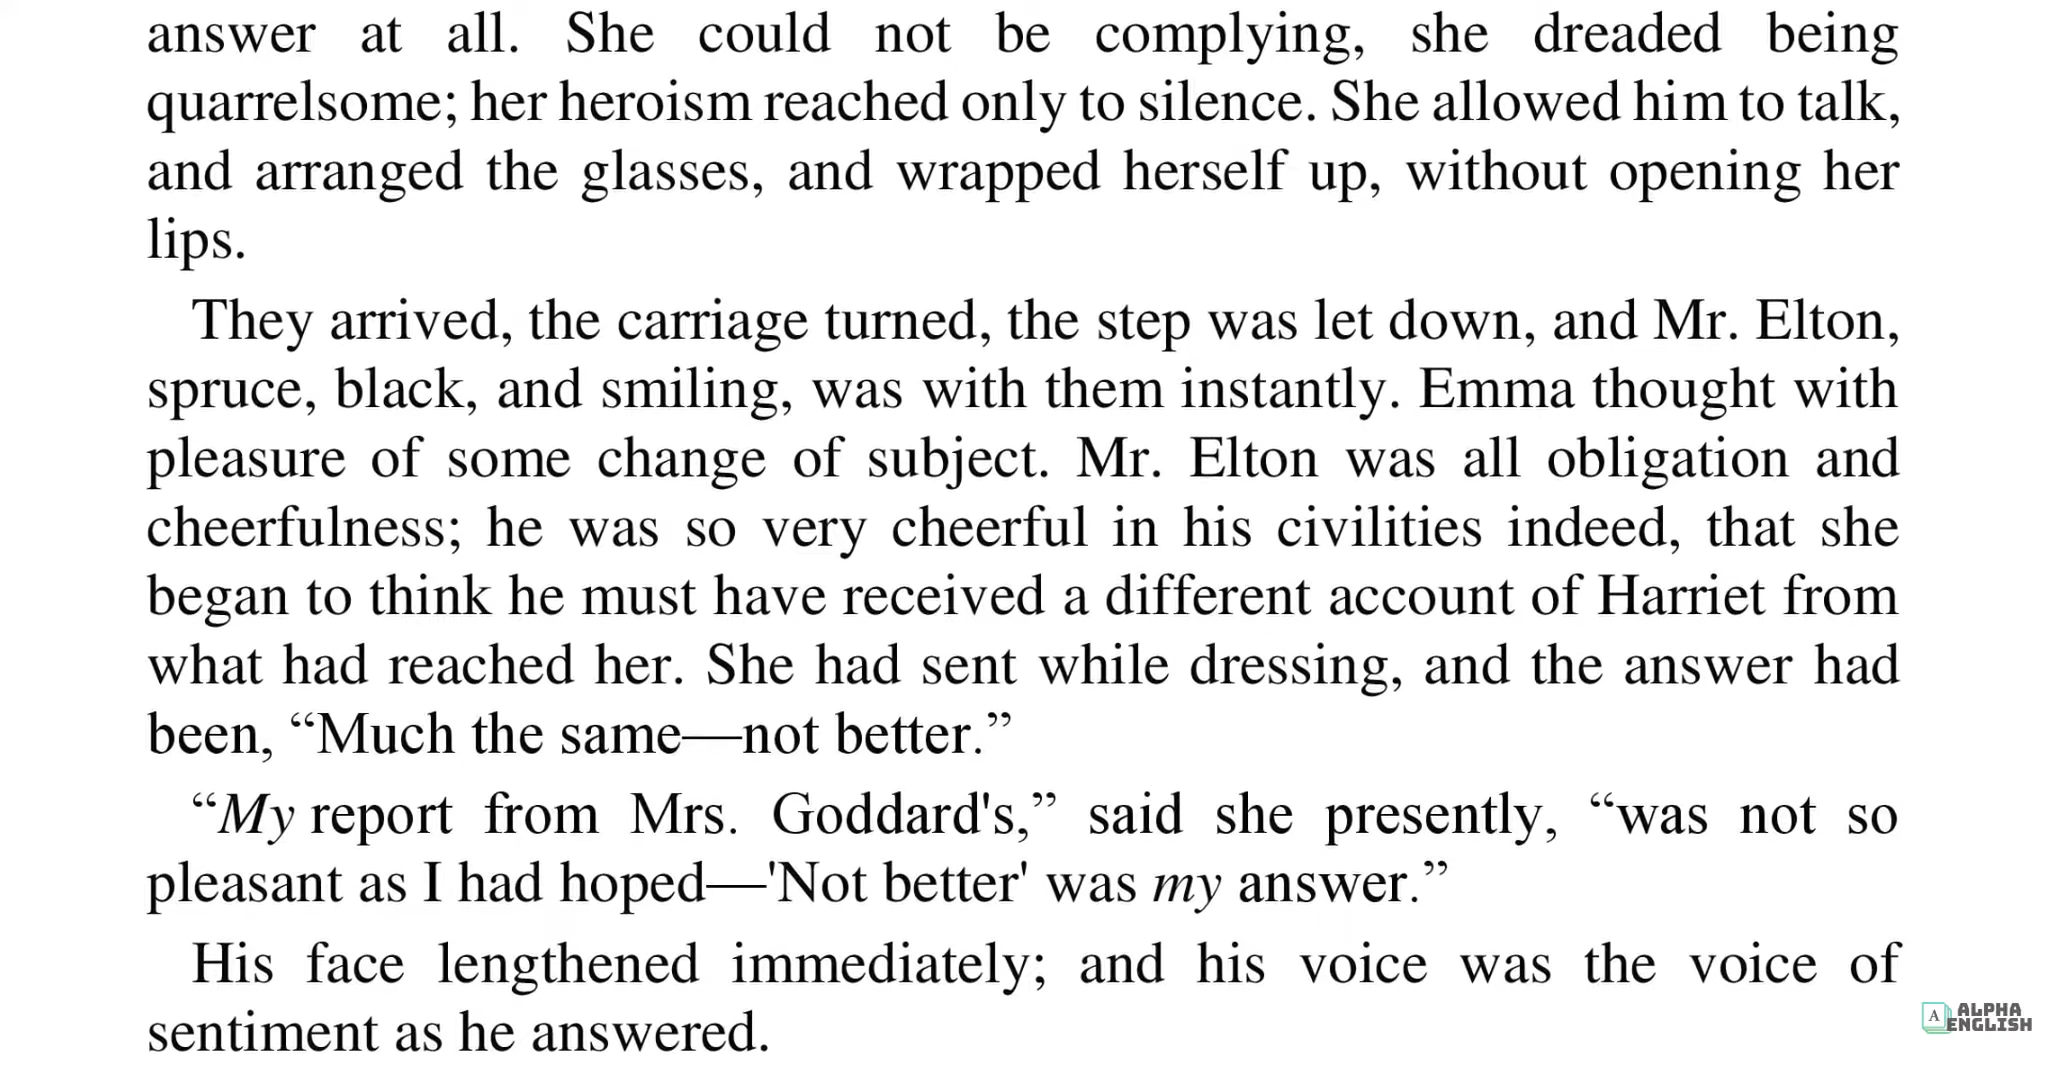 answer at all. She could not be complying, she dreaded being
quarrelsome; her heroism reached only to silence. She allowed him to talk,
and arranged the glasses, and wrapped herself up, without opening her
lips.
They arrived, the carriage turned, the step was let down, and Mr. Elton,
spruce, black, and smiling, was with them instantly. Emma thought with
pleasure of some change of subject. Mr. Elton was all obligation and
cheerfulness; he was so very cheerful in his civilities indeed, that she
began to think he must have received a different account of Harriet from
what had reached her. She had sent while dressing, and the answer had
been, “Much the same—not better.”
“My report from Mrs. Goddard's,” said she presently, “was not so
pleasant as I had hoped—'Not better' was my answer.”
His face lengthened immediately; and his voice was the voice of
sentiment as he answered.
A ALPHA
ENGLISH